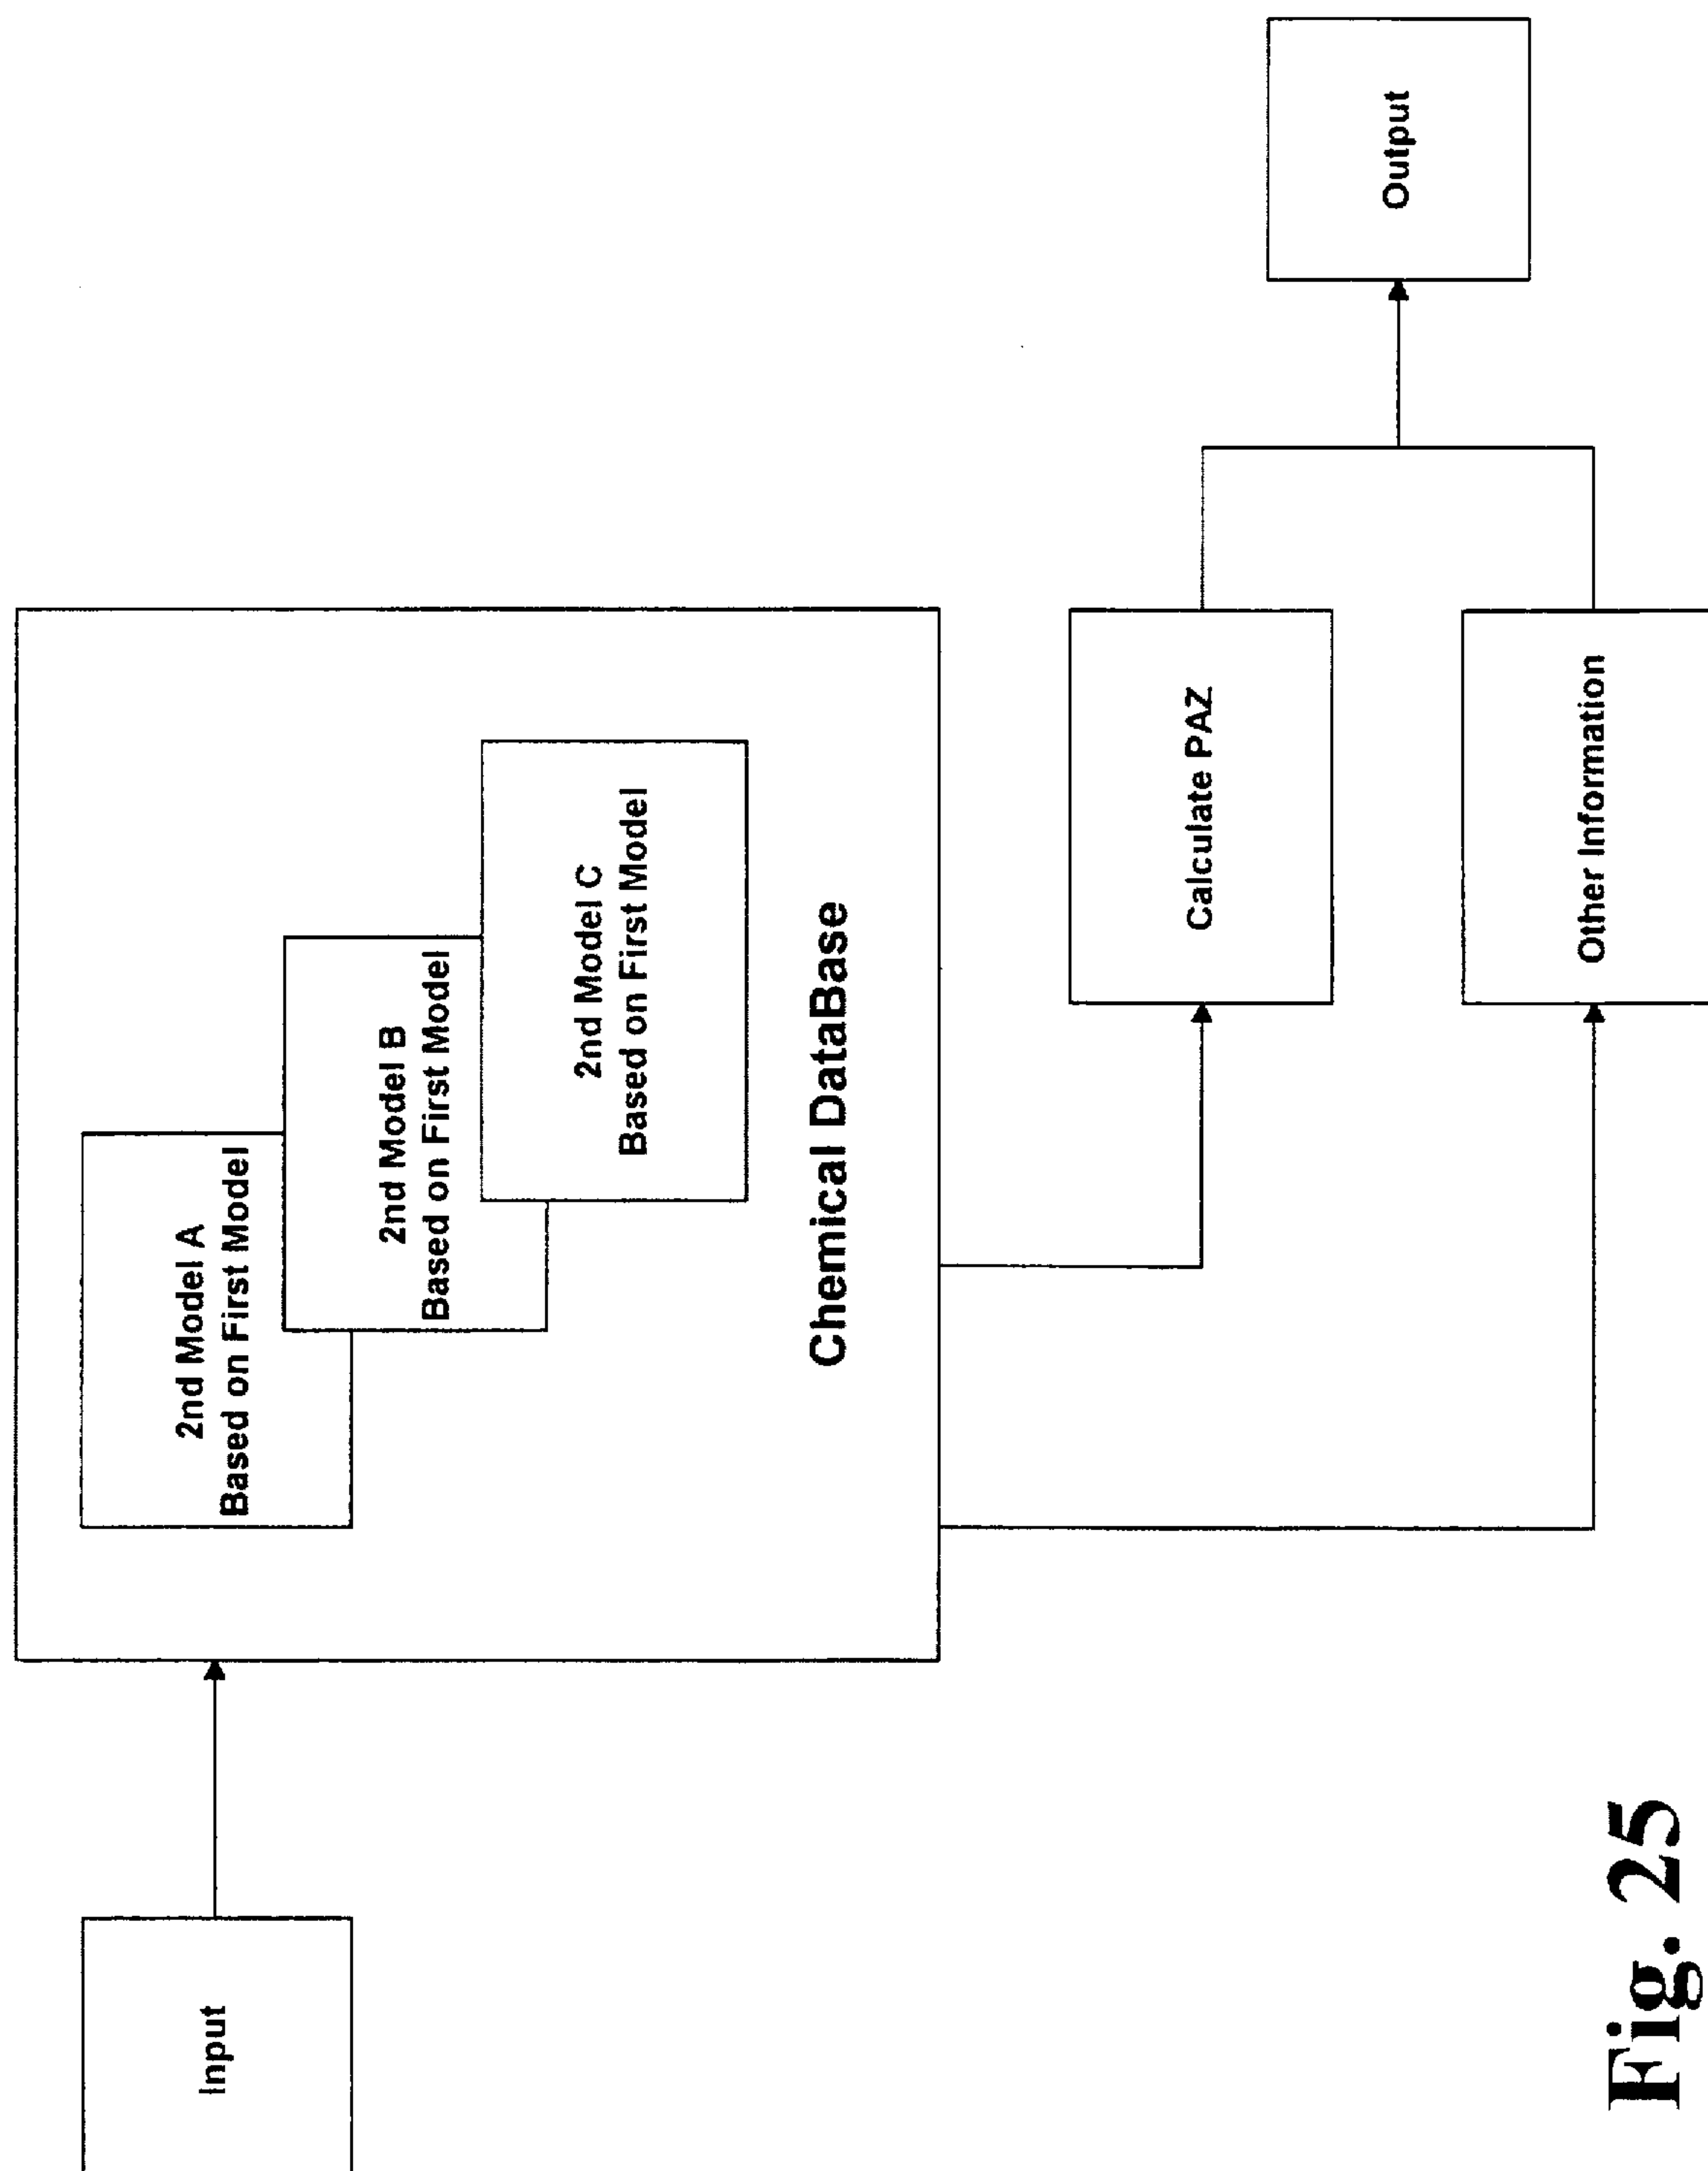 Input
2nd Model A
Based on First Model
2nd Model B
Based on First Model
2nd Model C
Based on First Model
Chemical DataBase
Calculate PAZ
Other Information
Output
Fig. 25